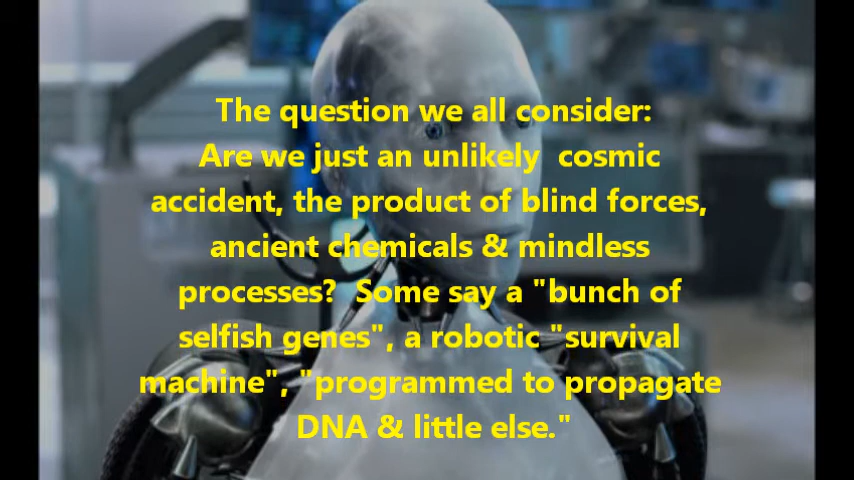 The question we all consider:
Are we just an unlikely  cosmic
accident, the product of blind forces,
ancient chemicals & mindless
processes?  Some say a "bunch of
selfish genes", a robotic "survival
machine", "programmed to propagate
DNA & little else."